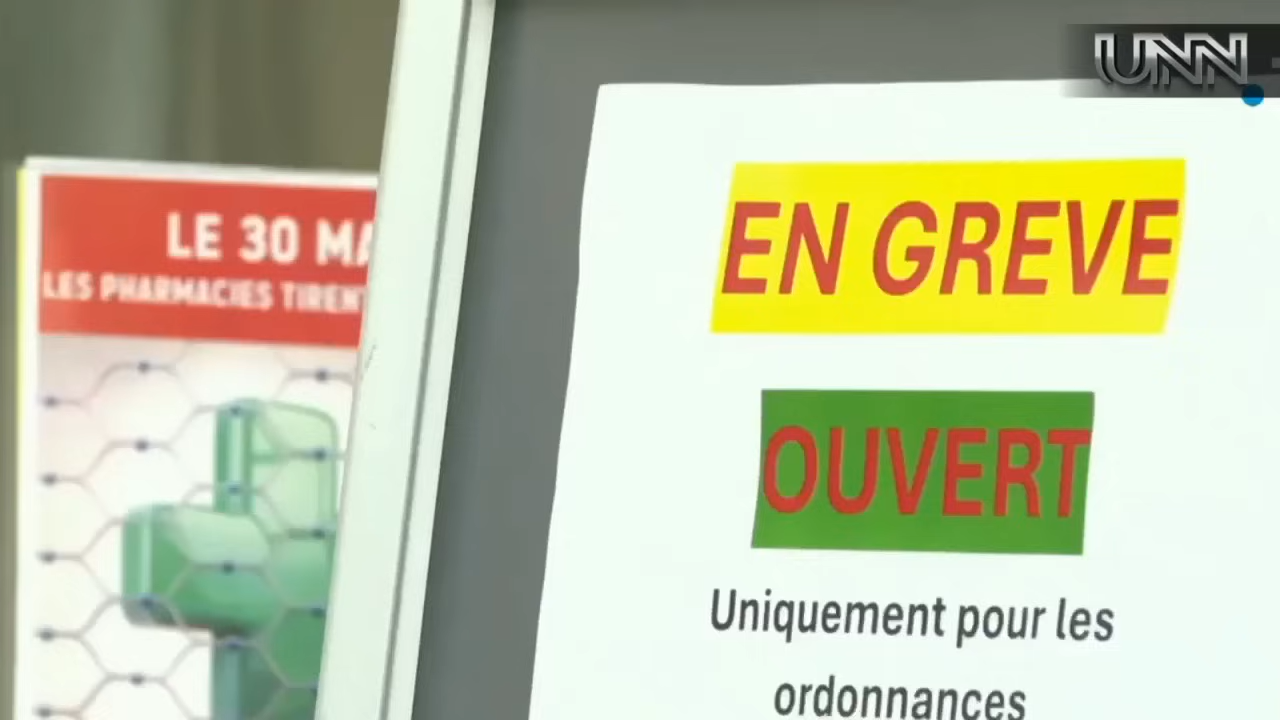 UNN
LE 30
LES PHARMACIES
EN GREVE
OUVERT
Uniquement pour les
ordonnances